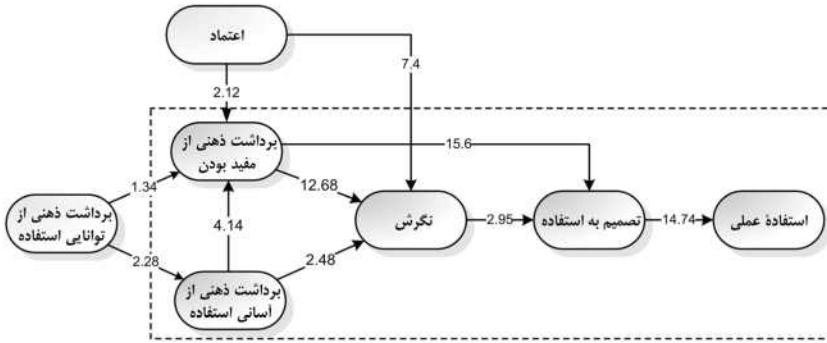 اعتماد
7.4
2.12
برداشت ذهنی از
مفید بودن
15.6
1.34
12.68
برداشت ذهنی از
توانایی استفاده
4.14
نگرش
2.95
تصمیم به استفاده
14.74
استفادۀ عملی
2.28
2.48
برداشت ذهنی از
آسانی استفاده